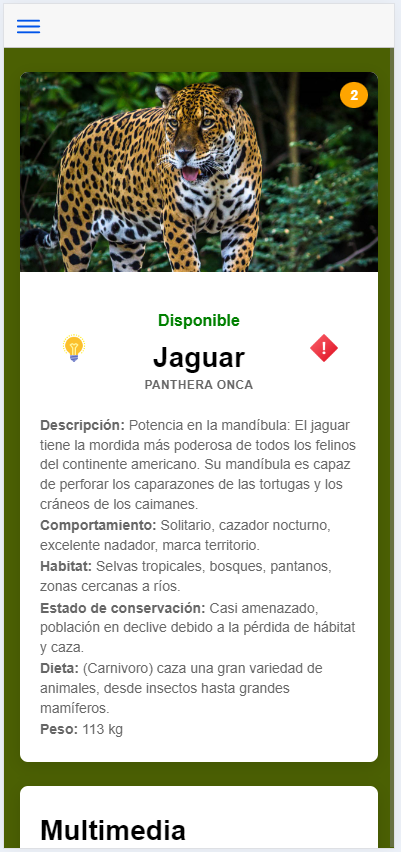 2
Disponible
Jaguar
PANTHERA ONCA
Descripción: Potencia en la mandíbula: El jaguar
tiene la mordida más poderosa de todos los felinos
del continente americano. Su mandíbula es capaz
de perforar los caparazones de las tortugas y los
cráneos de los caimanes.
Comportamiento: Solitario, cazador nocturno,
excelente nadador, marca territorio.
Habitat: Selvas tropicales, bosques, pantanos,
zonas cercanas a ríos.
Estado de conservación: Casi amenazado,
población en declive debido a la pérdida de hábitat
y caza.
Dieta: (Carnivoro) caza una gran variedad de
animales, desde insectos hasta grandes
mamíferos.
Peso: 113 kg
Multimedia